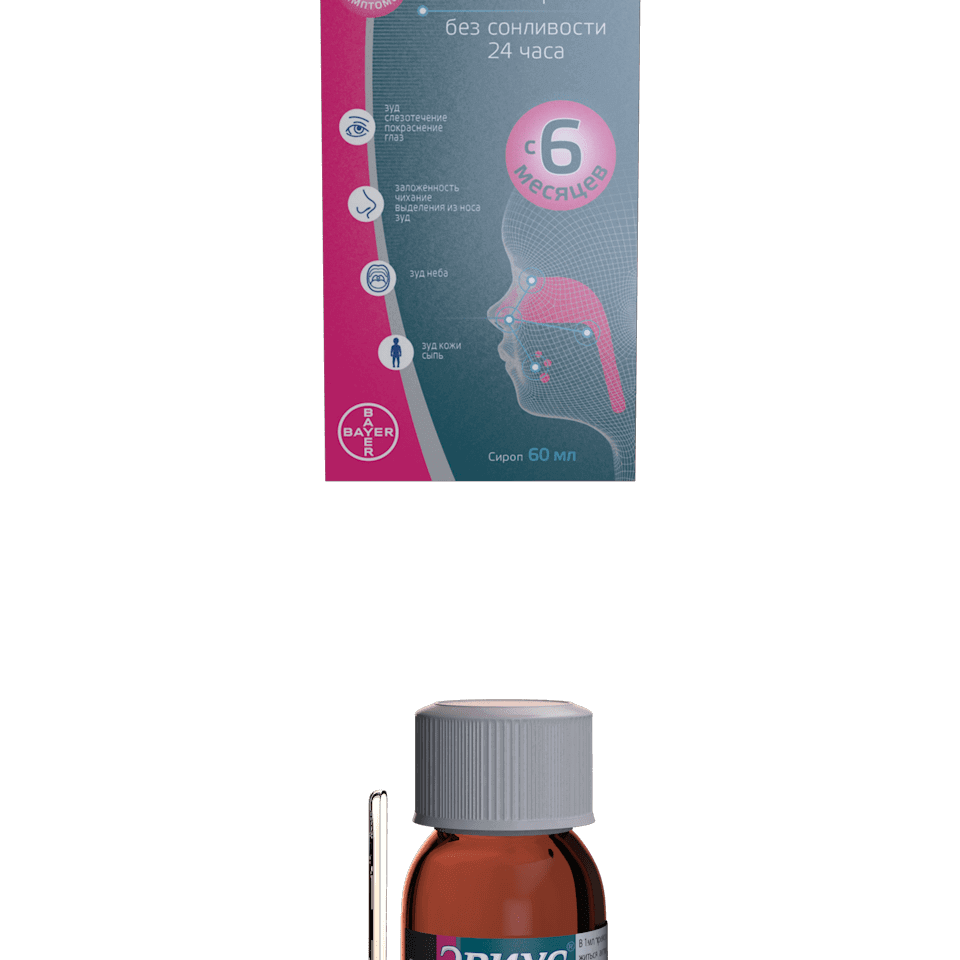 без сонливости
24 часа
зуд
слезотечение
покраснение
глаз
с 6
месяцев
заложенность
чихание
выделения из носа
зуд
зуд неба
зуд кожи
сыпь
BAYER
BAYER
Сироп 60 мл